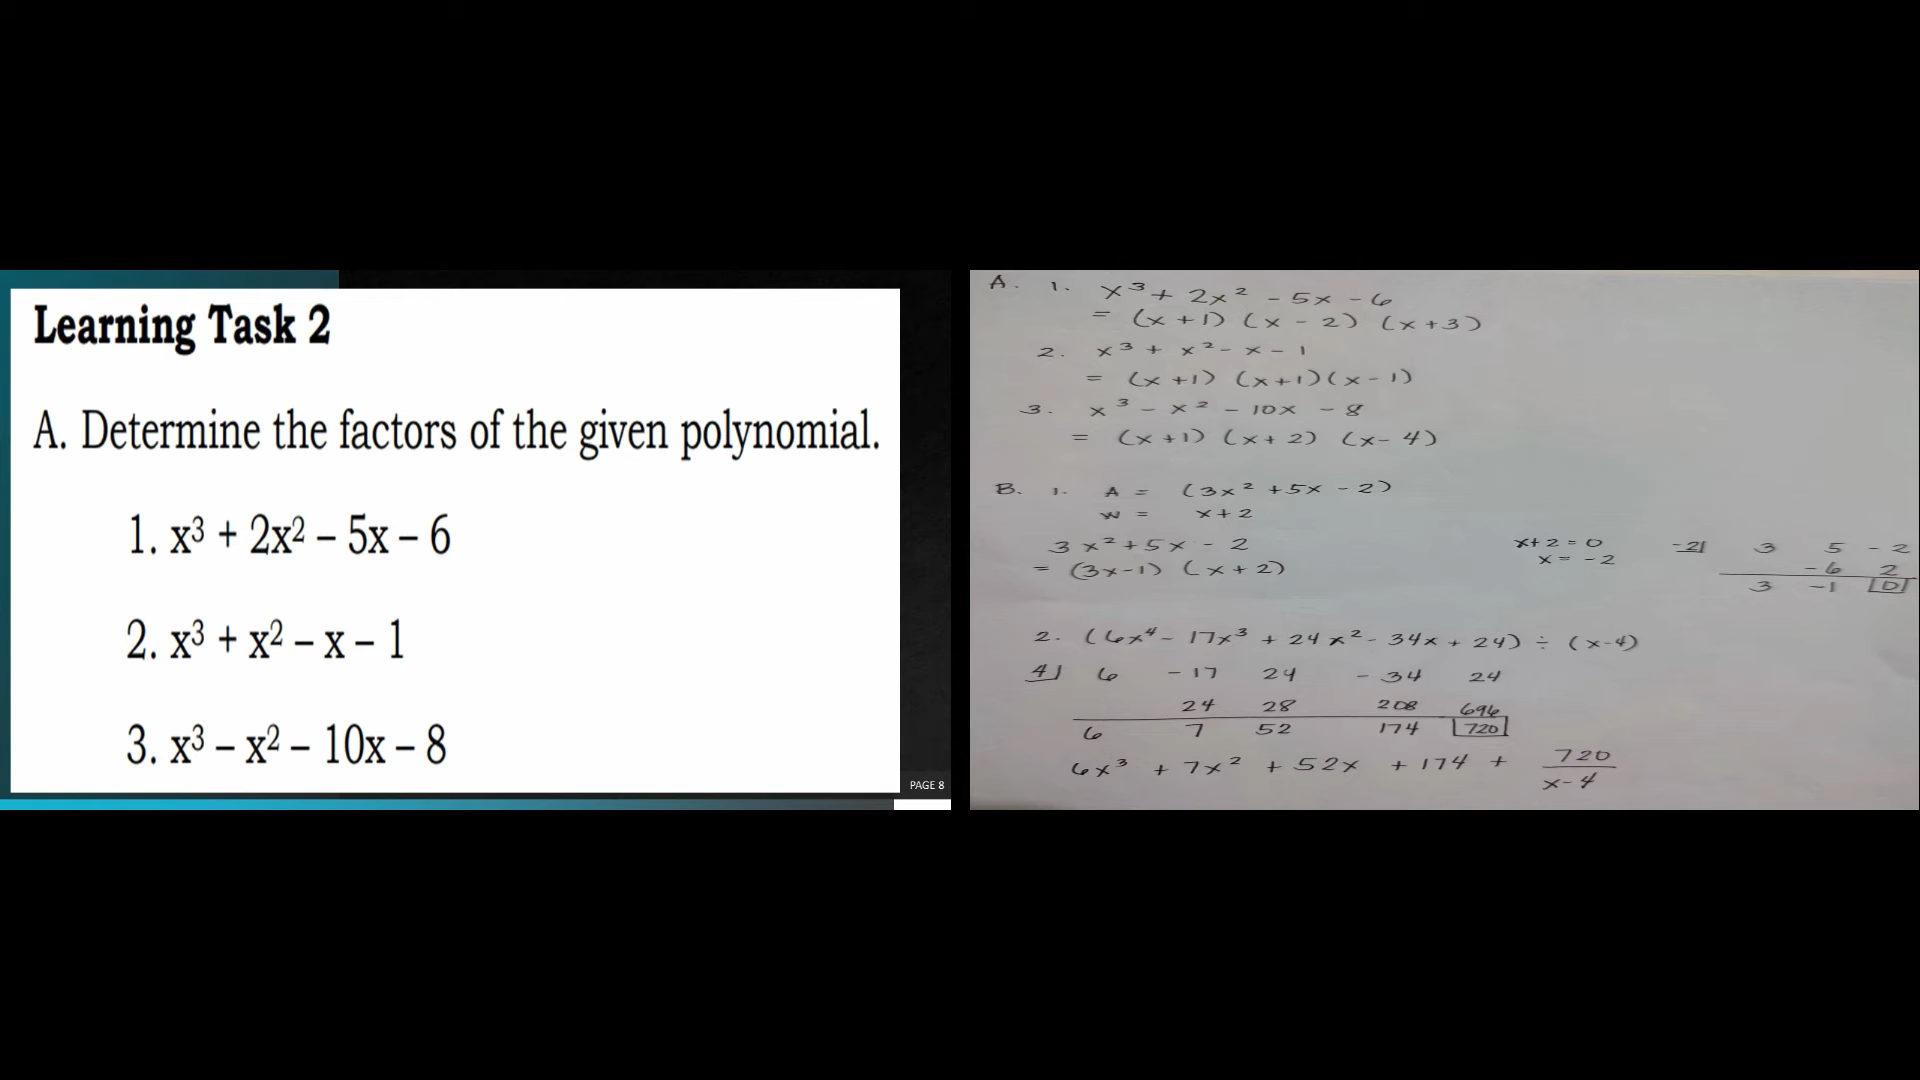 Learning Task 2
A. Determine the factors of the given polynomial.
1. x³ + 2x² – 5x – 6
2. x³ + x² – x – 1
3. x³ – x² – 10x – 8
PAGE 8
A. 1. x³ + 2x² - 5x - 6
= (x +1) (x - 2) (x+3)
2. x³ + x² - x - 1
= (x +1) (x+1) (x - 1)
3. x³ - x² - 10x - 8
= (x +1) (x+ 2) (x- 4)
B. 1. A = (3x² +5x - 2)
W = x+2
3x²+5x - 2
= (3x-1) (x+2)
x+2=0
x= -2
-2| 3 5 -2
-6 2
3 -1 0
2. (6x⁴- 17x³ + 24x²- 34x + 24) ÷ (x-4)
4| 6 -17 24 -34 24
24 28 208 696
6 7 52 174 720
6x³ + 7x² + 52x + 174 + 720
x-4